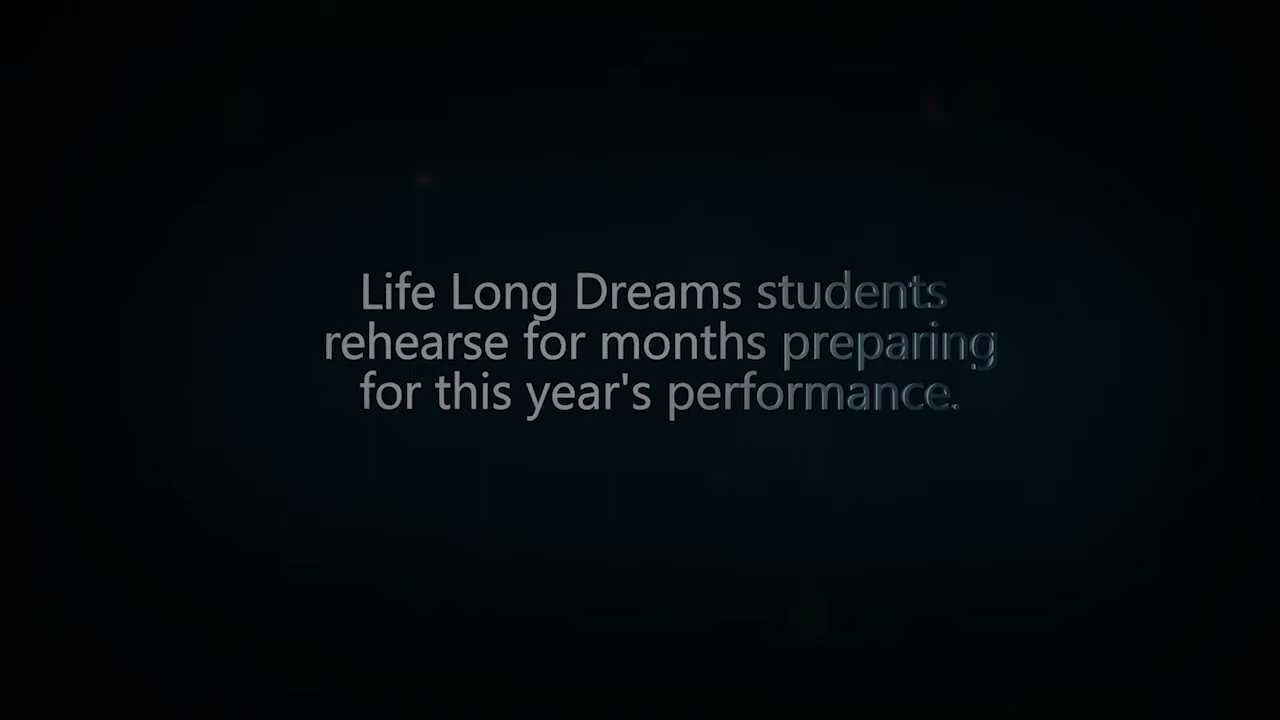 Life Long Dreams students
rehearse for months preparing
for this year's performance.